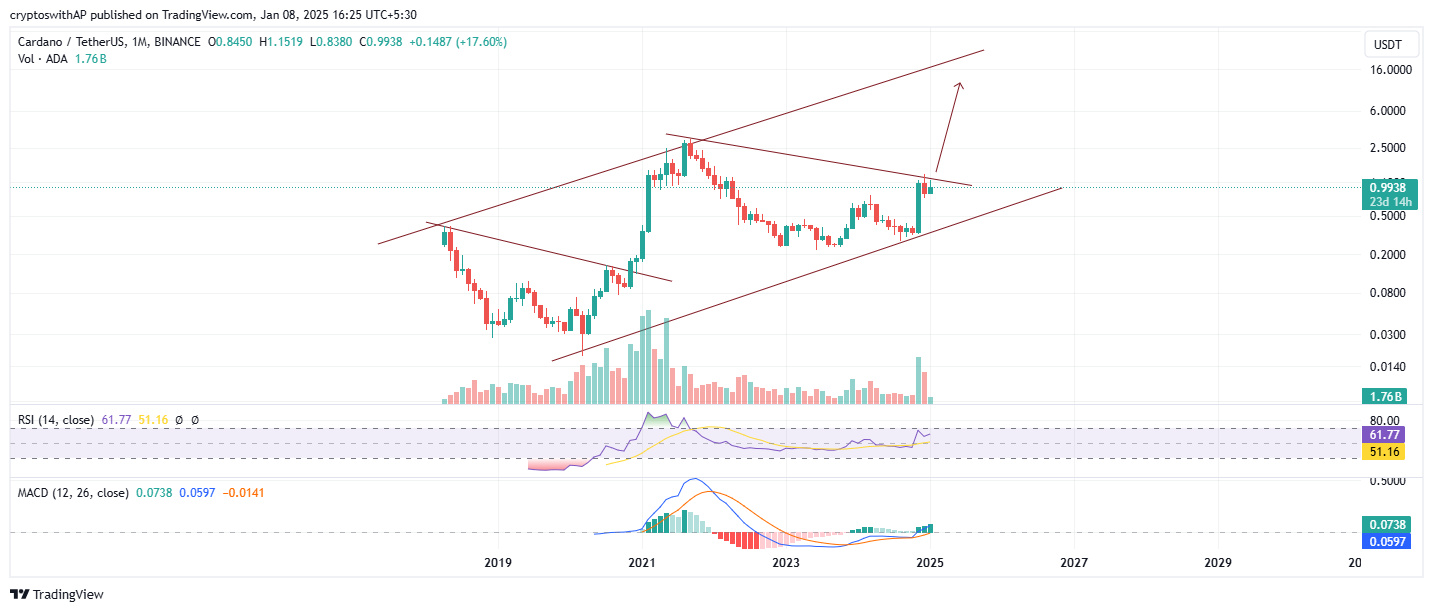 cryptoswithAP published on TradingView.com, Jan 08, 2025 16:25 UTC+5:30
Cardano / TetherUS, 1M, BINANCE O0.8450 H1.1519 L0.8380 C0.9938 +0.1487 (+17.60%)
USDT
Vol · ADA 1.76B
16.0000
6.0000
2.5000
0.9938
23d 14h
0.5000
0.2000
0.0800
0.0300
0.0140
1.76B
RSI (14, close) 61.77 51.16 Ø Ø
80.00
61.77
51.16
0.5000
MACD (12, 26, close) 0.0738 0.0597 −0.0141
0.0738
0.0597
2019 2021 2023 2025 2027 2029 20
TradingView